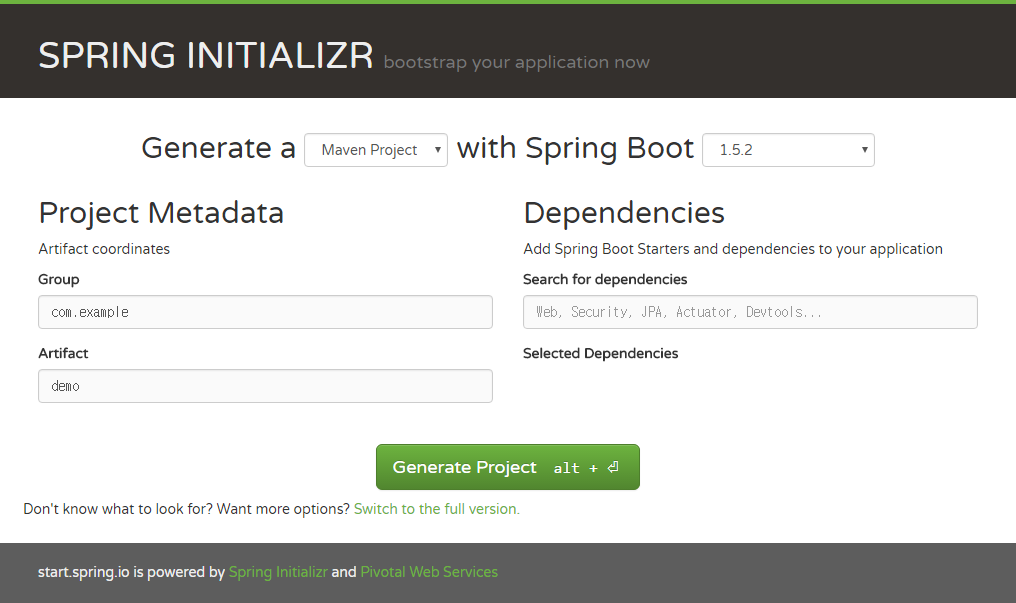 SPRING INITIALIZR bootstrap your application now
Generate a Maven Project with Spring Boot 1.5.2
Project Metadata
Artifact coordinates
Group
com.example
Artifact
demo
Dependencies
Add Spring Boot Starters and dependencies to your application
Search for dependencies
Web, Security, JPA, Actuator, Devtools...
Selected Dependencies
Generate Project alt + ⏎
Don't know what to look for? Want more options? Switch to the full version.
start.spring.io is powered by Spring Initializr and Pivotal Web Services